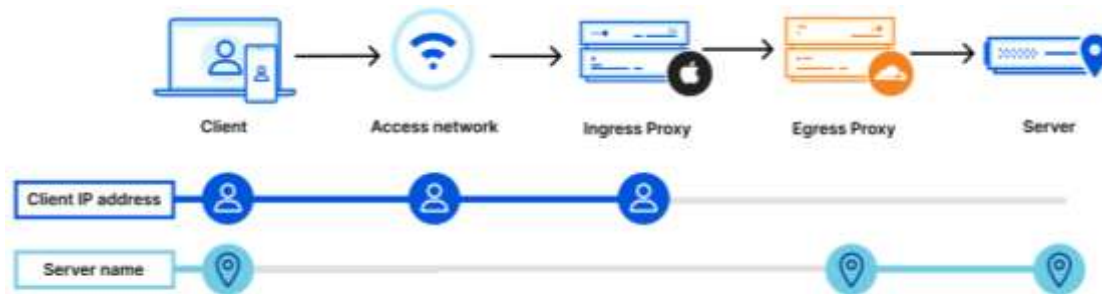 Client
Access network
Ingress Proxy
Egress Proxy
Server
Client IP address
Server name